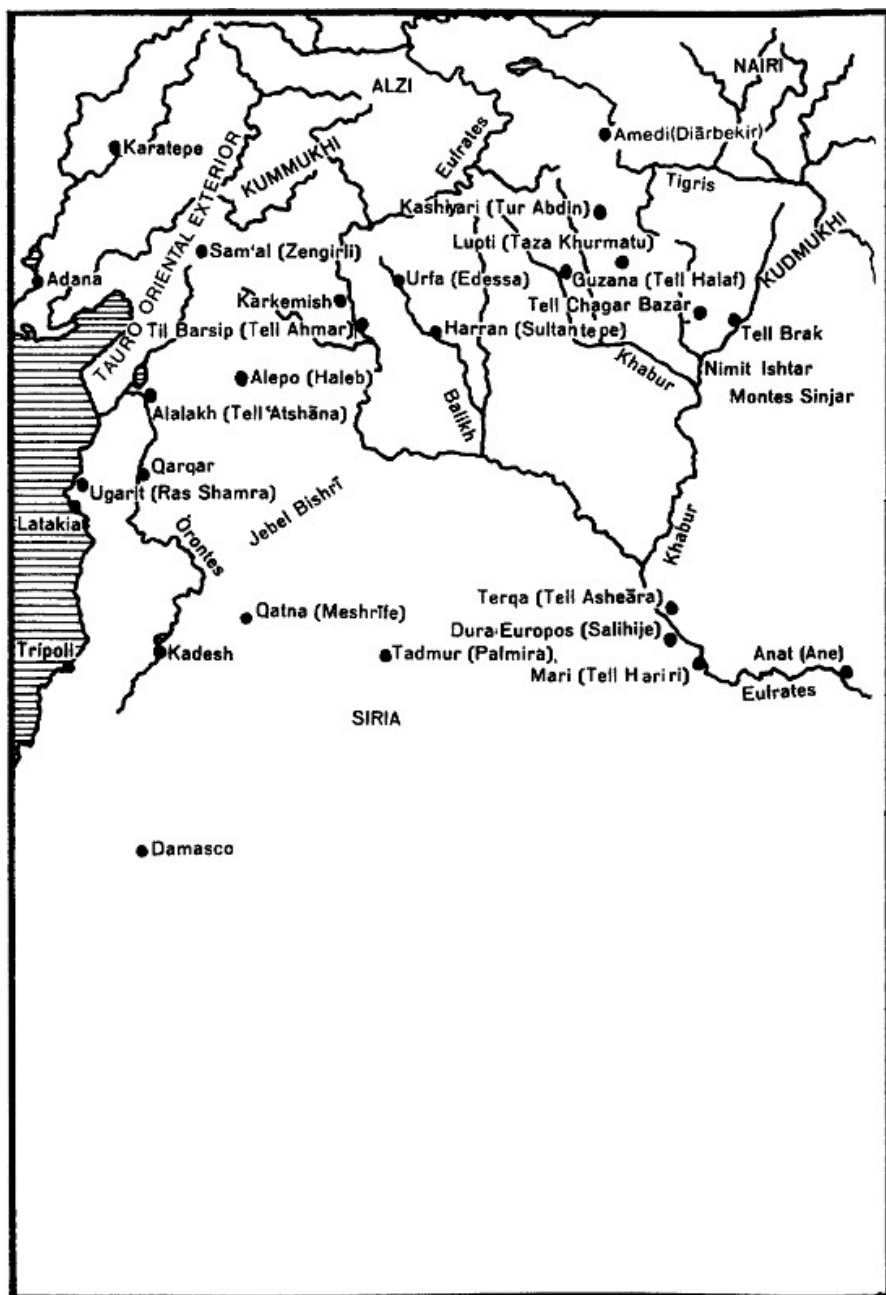 NAIRI
ALZI
Amedi (Diārbekir)
Eufrates
Karatepe
KUMMUKHI
Tigris
Kashiyari (Tur Abdin)
TAURO ORIENTAL EXTERIOR
KUDMUKHI
Luoti (Taza Khurmatu)
Sam'al (Zengirli)
Adana
Urfa (Edessa)
Guzana (Tell Halaf)
Karkemish
Tell Chagar Bazar
Til Barsip (Tell Ahmar)
Harran (Sultantepe)
Tell Brak
Khabur
Nimit Ishtar
Alepo (Haleb)
Montes Sinjar
Balikh
Alalakh (Tell 'Atshāna)
Qarqar
Ugarit (Ras Shamra)
Jebel Bishrī
Latakia
Orontes
Khabur
Terqa (Tell Asheāra)
Qatna (Meshrīfe)
Dura-Europos (Salihije)
Trípoli
Kadesh
Tadmur (Palmira),
Anat (Ane)
Mari (Tell Hariri)
Eufrates
SIRIA
Damasco